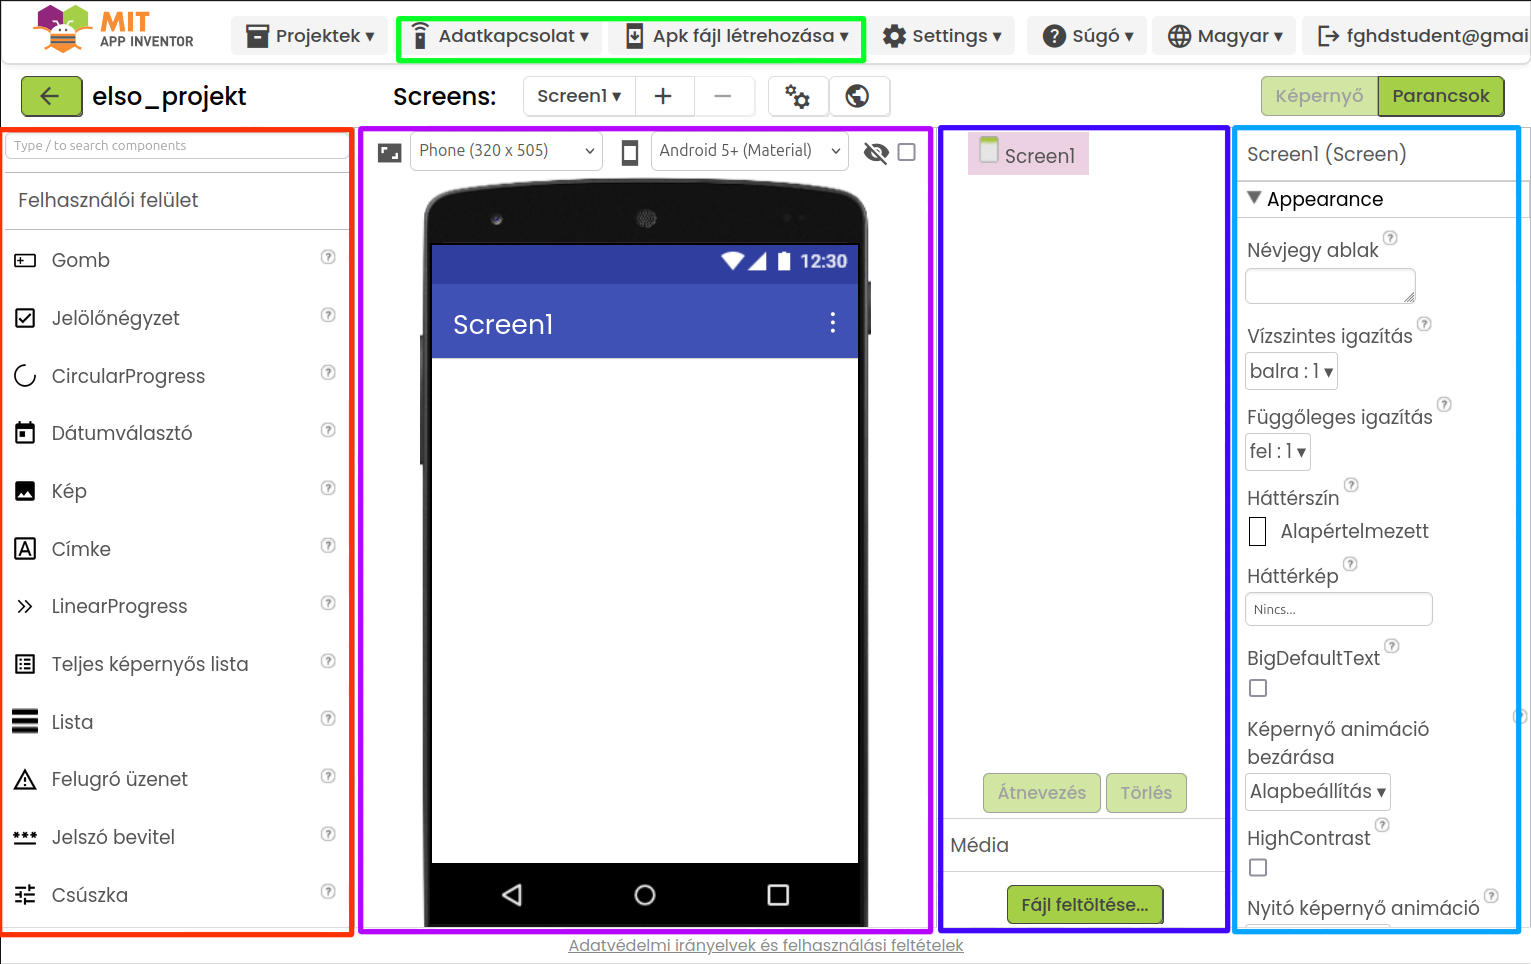 MIT
APP INVENTOR
Projektek ▾
Adatkapcsolat ▾
Apk fájl létrehozása ▾
Settings ▾
Súgó ▾
Magyar ▾
fghdstudent@gmai
elso_projekt
Screens:
Screen1 ▾
+
−
Képernyő
Parancsok
Type / to search components
Felhasználói felület
Gomb
Jelölőnégyzet
CircularProgress
Dátumválasztó
Kép
Címke
LinearProgress
Teljes képernyős lista
Lista
Felugró üzenet
Jelszó bevitel
Csúszka
Phone (320 x 505)
Android 5+ (Material)
12:30
Screen1
Screen1
Átnevezés
Törlés
Média
Fájl feltöltése...
Screen1 (Screen)
Appearance
Névjegy ablak
Vízszintes igazítás
balra : 1 ▾
Függőleges igazítás
fel : 1 ▾
Háttérszín
Alapértelmezett
Háttérkép
Nincs...
BigDefaultText
Képernyő animáció
bezárása
Alapbeállítás ▾
HighContrast
Nyitó képernyő animáció
Adatvédelmi irányelvek és felhasználási feltételek